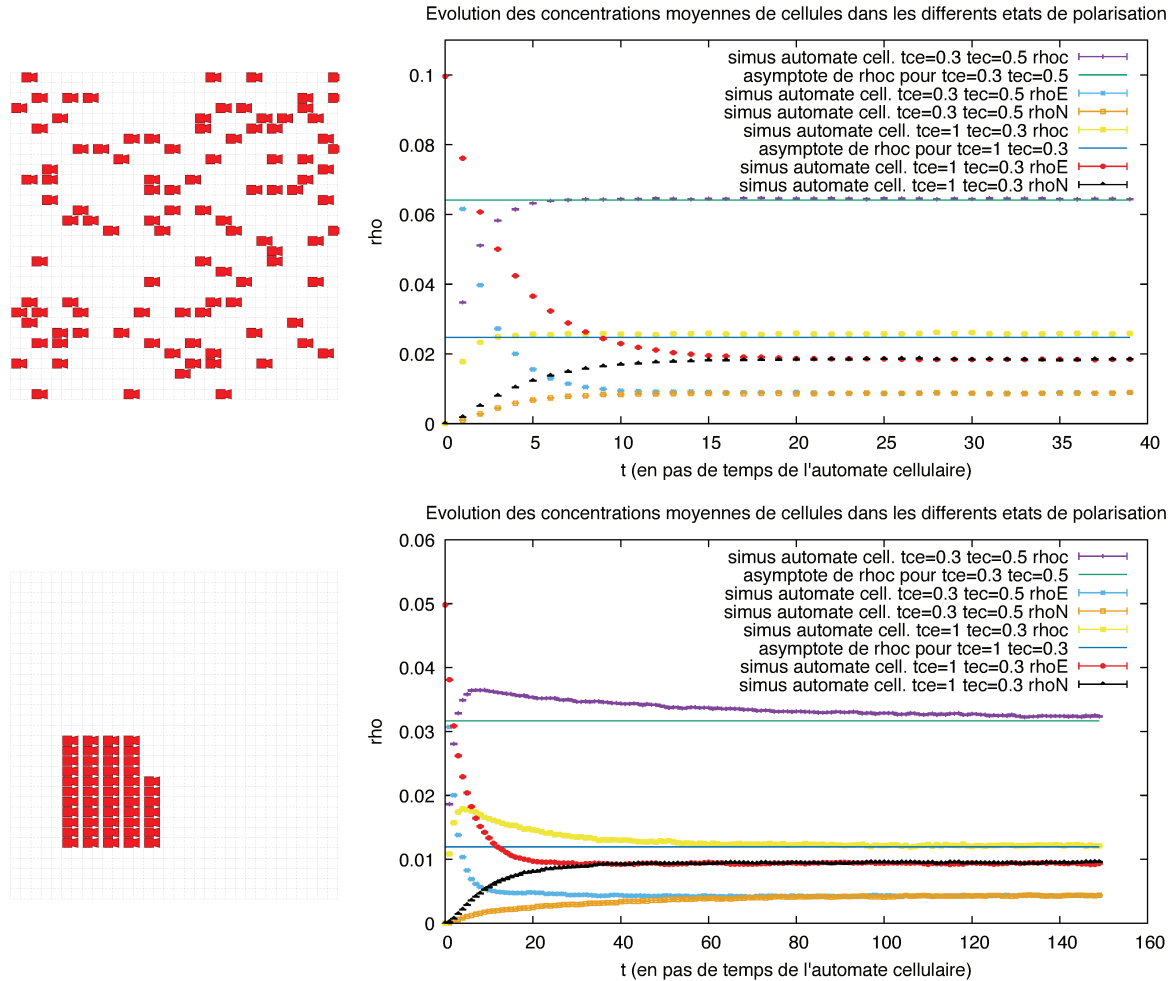 Evolution des concentrations moyennes de cellules dans les differents etats de polarisation
simus automate cell. tce=0.3 tec=0.5 rhoc
asymptote de rhoc pour tce=0.3 tec=0.5
simus automate cell. tce=0.3 tec=0.5 rhoE
simus automate cell. tce=0.3 tec=0.5 rhoN
simus automate cell. tce=1 tec=0.3 rhoc
asymptote de rhoc pour tce=1 tec=0.3
simus automate cell. tce=1 tec=0.3 rhoE
simus automate cell. tce=1 tec=0.3 rhoN
0.1
0.08
0.06
0.04
0.02
0
rho
0 5 10 15 20 25 30 35 40
t (en pas de temps de l'automate cellulaire)
Evolution des concentrations moyennes de cellules dans les differents etats de polarisation
simus automate cell. tce=0.3 tec=0.5 rhoc
asymptote de rhoc pour tce=0.3 tec=0.5
simus automate cell. tce=0.3 tec=0.5 rhoE
simus automate cell. tce=0.3 tec=0.5 rhoN
simus automate cell. tce=1 tec=0.3 rhoc
asymptote de rhoc pour tce=1 tec=0.3
simus automate cell. tce=1 tec=0.3 rhoE
simus automate cell. tce=1 tec=0.3 rhoN
0.06
0.05
0.04
0.03
0.02
0.01
0
rho
0 20 40 60 80 100 120 140 160
t (en pas de temps de l'automate cellulaire)